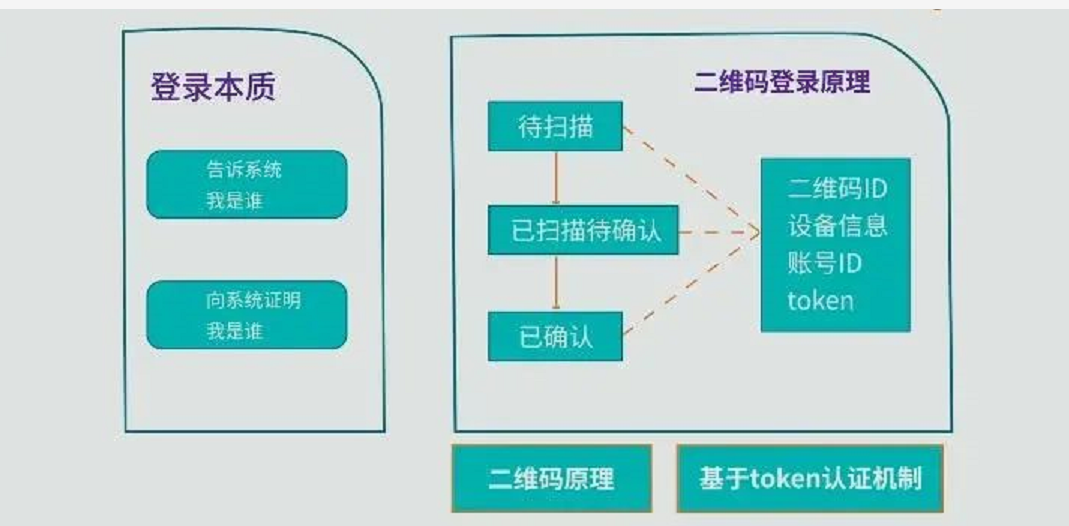 登录本质
告诉系统
我是谁
向系统证明
我是谁
二维码登录原理
待扫描
已扫描待确认
已确认
二维码ID
设备信息
账号ID
token
二维码原理
基于token认证机制